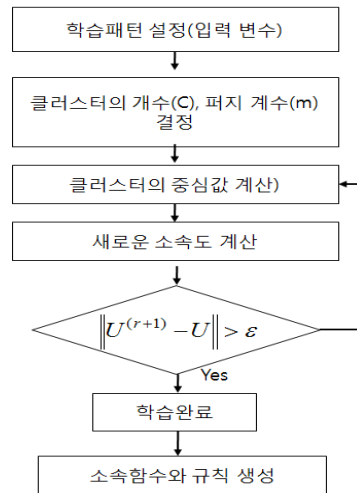 학습패턴 설정(입력 변수)
클러스터의 개수(C), 퍼지 계수(m)
결정
클러스터의 중심값 계산)
새로운 소속도 계산
‖U^(r+1) − U‖ > ε
Yes
학습완료
소속함수와 규칙 생성